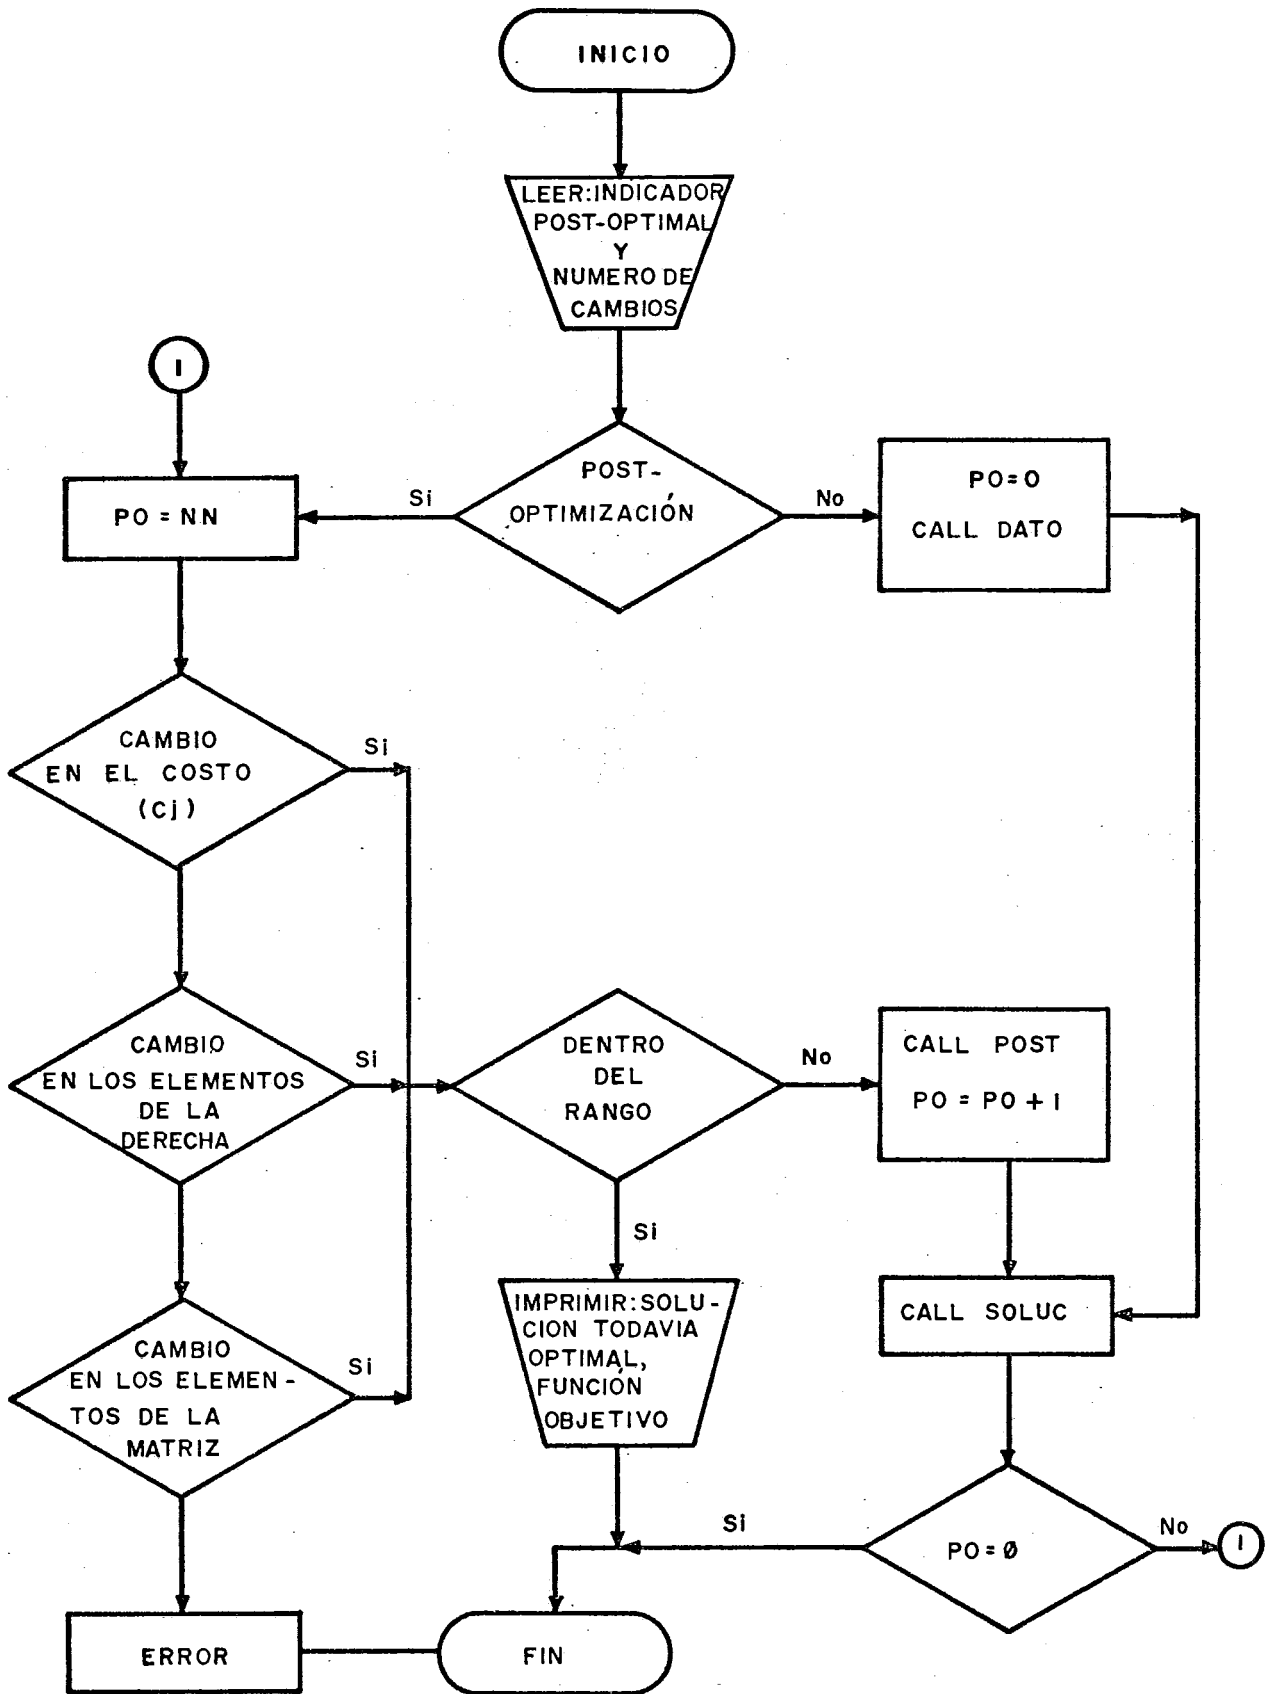 INICIO
LEER:INDICADOR
POST-OPTIMAL
Y
NUMERO DE
CAMBIOS
I
POST-
OPTIMIZACIÓN
Si
No
PO = NN
PO=O
CALL DATO
CAMBIO
EN EL COSTO
(Cj)
Si
CAMBIO
EN LOS ELEMENTOS
DE LA
DERECHA
Si
DENTRO
DEL
RANGO
No
CALL POST
PO = PO + I
Si
CAMBIO
EN LOS ELEMEN-
TOS DE LA
MATRIZ
Si
IMPRIMIR:SOLU-
CION TODAVIA
OPTIMAL,
FUNCIÓN
OBJETIVO
CALL SOLUC
Si
PO=Ø
No
I
ERROR
FIN